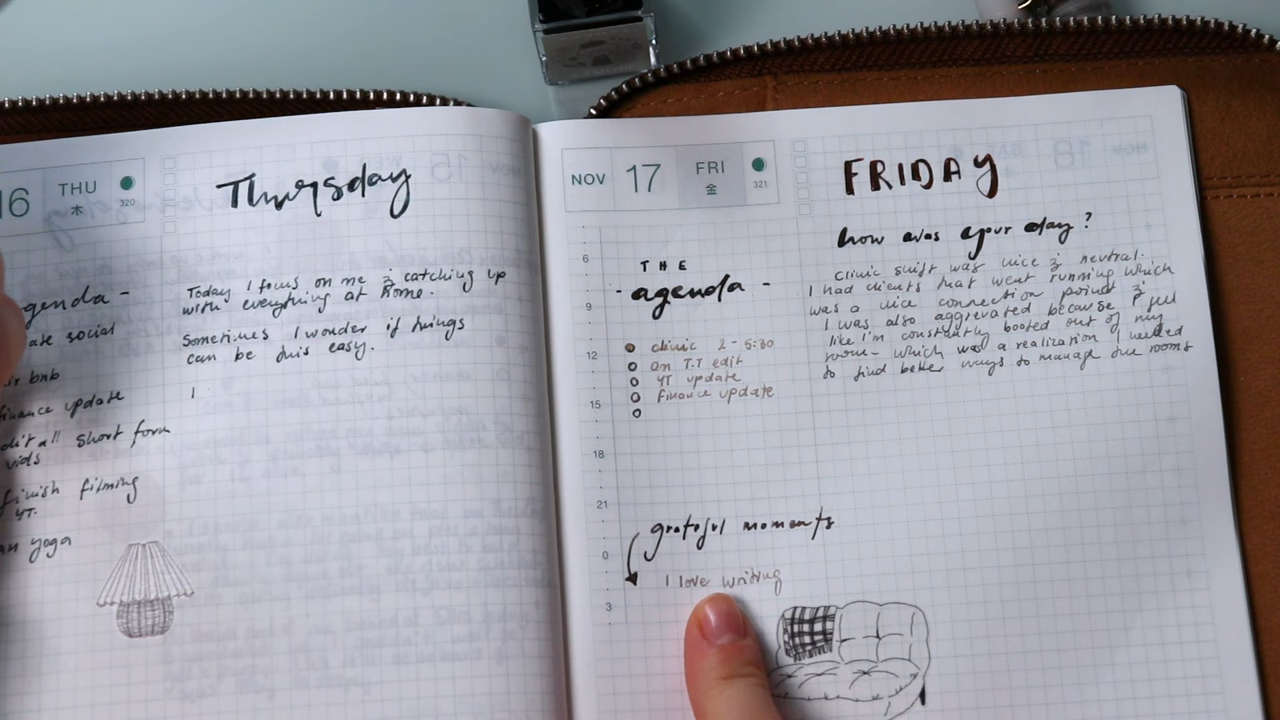 16 THU
木
320
Thursday
genda -
ate social
ir bnb
finance update
dit all short form
vids
finish filming
YT.
an yoga
Today I focus on me & catching up
with everything at home.
Sometimes I wonder if things
can be this easy.
I
NOV 17 FRI
金
321
FRIDAY
6
9
12
15
18
21
0
3
THE
- agenda -
clinic 2 - 5:30
an T.T edit
YT update
Finance update
how was your day?
Clinic shift was nice & neutral.
I had clients that went running which
was a nice connection point &
I was also aggrevated because I feel
like I'm constantly booted out of my
room - which was a realization I needed
to find better ways to manage the rooms
grateful moments
I love writing